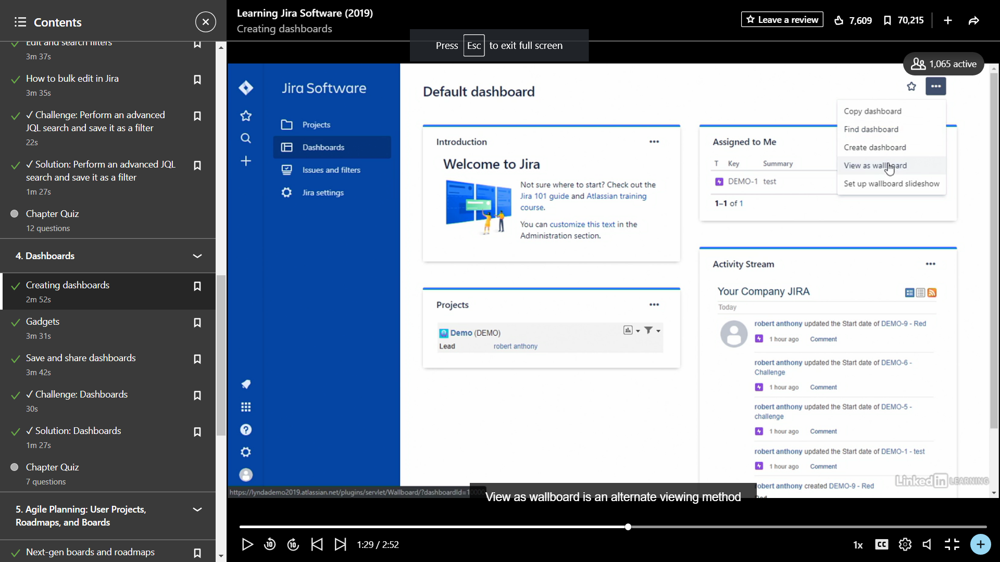 Contents
Edit and search filters
3m 37s
How to bulk edit in Jira
3m 35s
✓ Challenge: Perform an advanced
JQL search and save it as a filter
22s
✓ Solution: Perform an advanced JQL
search and save it as a filter
1m 27s
Chapter Quiz
12 questions
4. Dashboards
Creating dashboards
2m 52s
Gadgets
3m 31s
Save and share dashboards
3m 42s
✓ Challenge: Dashboards
30s
✓ Solution: Dashboards
1m 27s
Chapter Quiz
7 questions
5. Agile Planning: User Projects,
Roadmaps, and Boards
Next-gen boards and roadmaps
Learning Jira Software (2019)
Creating dashboards
Leave a review
7,609
70,215
Press Esc to exit full screen
1,065 active
Jira Software
Projects
Dashboards
Issues and filters
Jira settings
Default dashboard
Copy dashboard
Find dashboard
Create dashboard
View as wallboard
Set up wallboard slideshow
Introduction
Welcome to Jira
Not sure where to start? Check out the
Jira 101 guide and Atlassian training
course.
You can customize this text in the
Administration section.
Projects
Demo (DEMO)
Lead robert anthony
Assigned to Me
T Key Summary
DEMO-1 test
1–1 of 1
Activity Stream
Your Company JIRA
Today
robert anthony updated the Start date of DEMO-9 - Red
1 hour ago Comment
robert anthony updated the Start date of DEMO-6 -
Challenge
1 hour ago Comment
robert anthony updated the Start date of DEMO-5 -
challenge
1 hour ago Comment
robert anthony updated the Start date of DEMO-1 - test
1 hour ago Comment
robert anthony created DEMO-9 - Red
LinkedIn LEARNING
https://lyndademo2019.atlassian.net/plugins/servlet/Wallboard/?dashboardId=10000
View as wallboard is an alternate viewing method
10
10
1:29 / 2:52
1x
CC